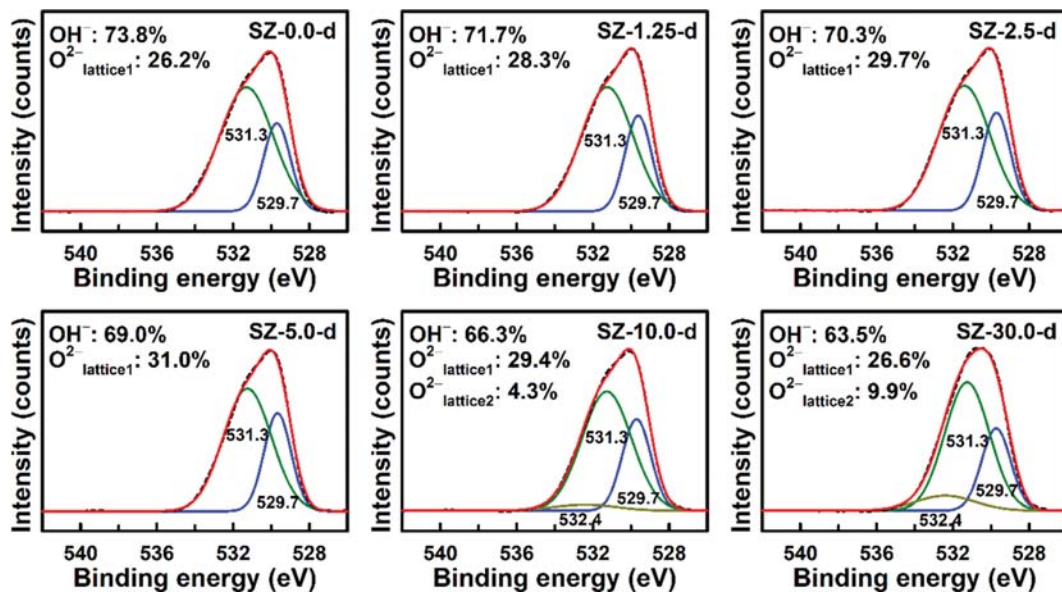 OH⁻: 73.8% SZ-0.0-d
O²⁻lattice1: 26.2%
531.3
529.7
Intensity (counts)
540 536 532 528
Binding energy (eV)
OH⁻: 71.7% SZ-1.25-d
O²⁻lattice1: 28.3%
531.3
529.7
Intensity (counts)
540 536 532 528
Binding energy (eV)
OH⁻: 70.3% SZ-2.5-d
O²⁻lattice1: 29.7%
531.3
529.7
Intensity (counts)
540 536 532 528
Binding energy (eV)
OH⁻: 69.0% SZ-5.0-d
O²⁻lattice1: 31.0%
531.3
529.7
Intensity (counts)
540 536 532 528
Binding energy (eV)
OH⁻: 66.3% SZ-10.0-d
O²⁻lattice1: 29.4%
O²⁻lattice2: 4.3%
531.3
529.7
532.4
Intensity (counts)
540 536 532 528
Binding energy (eV)
OH⁻: 63.5% SZ-30.0-d
O²⁻lattice1: 26.6%
O²⁻lattice2: 9.9%
531.3
529.7
532.4
Intensity (counts)
540 536 532 528
Binding energy (eV)